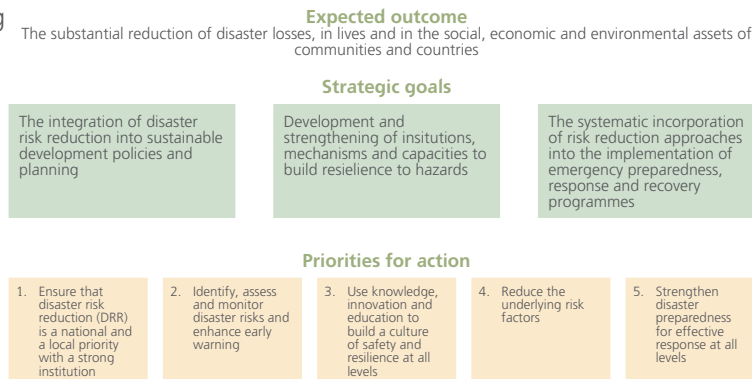 g
Expected outcome
The substantial reduction of disaster losses, in lives and in the social, economic and environmental assets of
communities and countries
Strategic goals
The integration of disaster
risk reduction into sustainable
development policies and
planning
Development and
strengthening of insitutions,
mechanisms and capacities to
build resielience to hazards
The systematic incorporation
of risk reduction approaches
into the implementation of
emergency preparedness,
response and recovery
programmes
Priorities for action
1. Ensure that
disaster risk
reduction (DRR)
is a national and
a local priority
with a strong
institution
2. Identify, assess
and monitor
disaster risks and
enhance early
warning
3. Use knowledge,
innovation and
education to
build a culture
of safety and
resilience at all
levels
4. Reduce the
underlying risk
factors
5. Strengthen
disaster
preparedness
for effective
response at all
levels